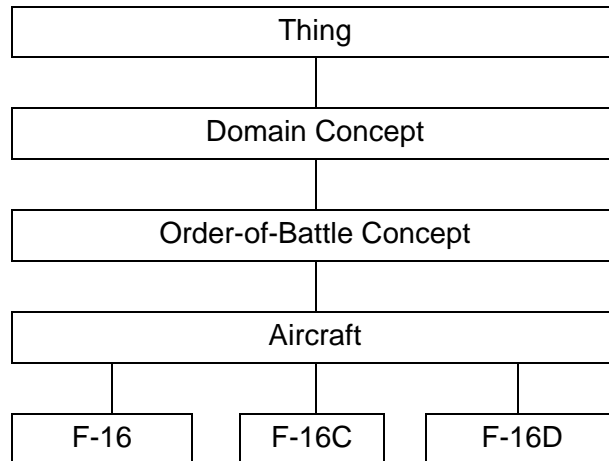 Thing
Domain Concept
Order-of-Battle Concept
Aircraft
F-16
F-16C
F-16D